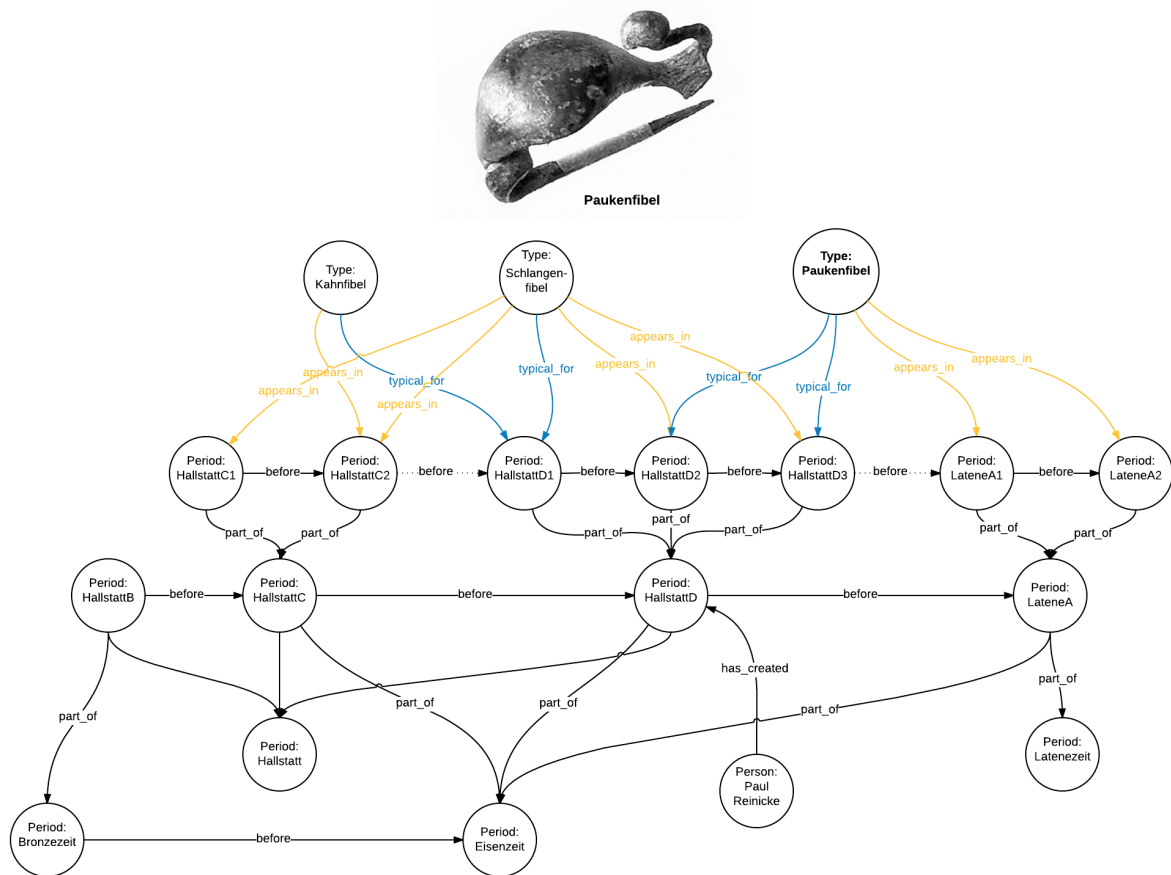 Paukenfibel
Type:
Kahnfibel
Type:
Schlangen-
fibel
Type:
Paukenfibel
appears_in
appears_in
appears_in
appears_in
appears_in
appears_in
appears_in
typical_for
typical_for
typical_for
typical_for
Period:
HallstattC1
before
Period:
HallstattC2
before
Period:
HallstattD1
before
Period:
HallstattD2
before
Period:
HallstattD3
before
Period:
LateneA1
before
Period:
LateneA2
part_of
part_of
part_of
part_of
part_of
part_of
part_of
Period:
HallstattB
before
Period:
HallstattC
before
Period:
HallstattD
before
Period:
LateneA
part_of
part_of
part_of
has_created
part_of
part_of
Period:
Hallstatt
Person:
Paul
Reinicke
Period:
Latenezeit
Period:
Bronzezeit
before
Period:
Eisenzeit